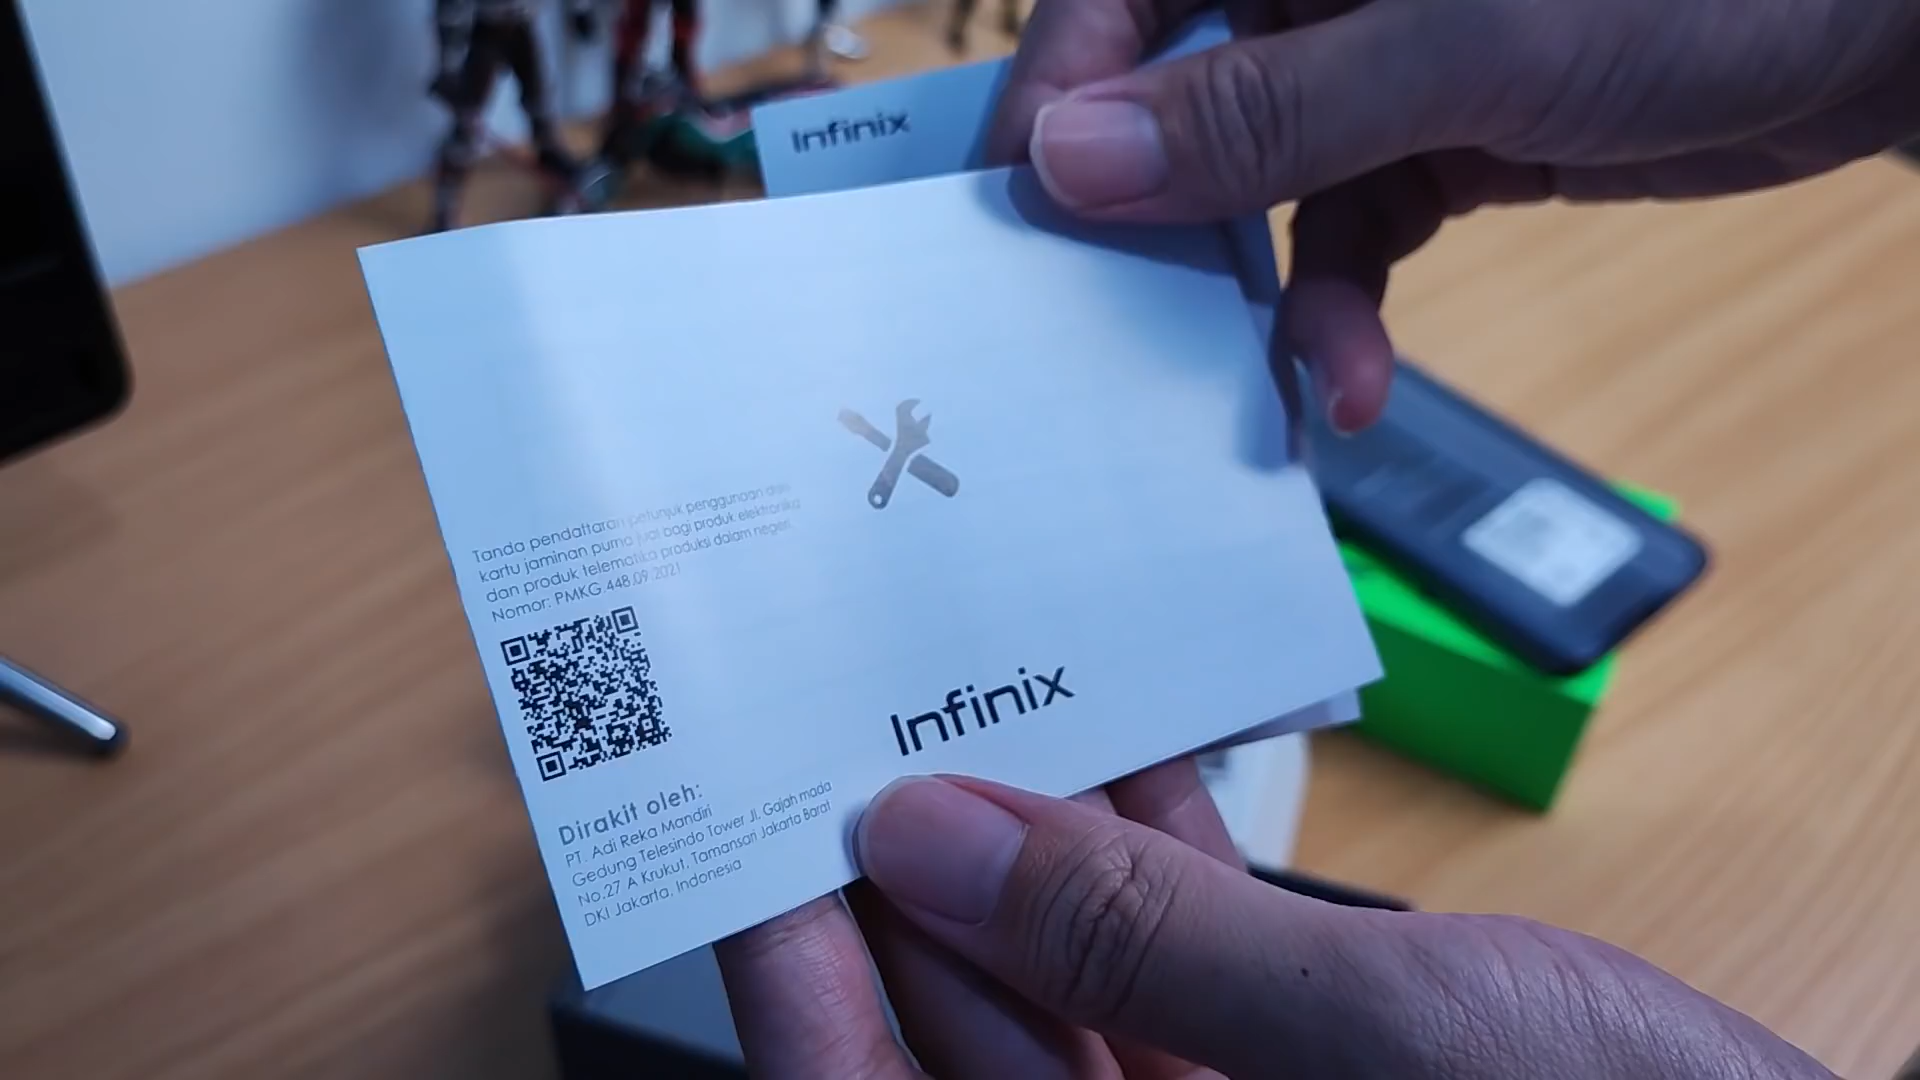 Infinix
Tanda pendaftaran petunjuk penggunaan dan
kartu jaminan purna jual bagi produk elektronika
dan produk telematika produksi dalam negeri.
Nomor: PMKG.448.09.2021
Infinix
Dirakit oleh:
PT. Adi Reka Mandiri
Gedung Telesindo Tower Jl. Gajah mada
No.27 A Krukut, Tamansari Jakarta Barat
DKI Jakarta, Indonesia